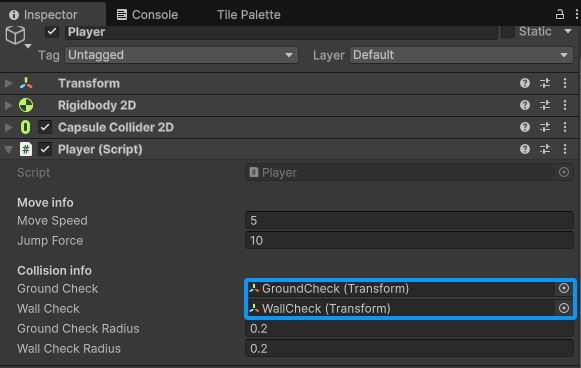 Inspector Console Tile Palette
Player Static
Tag Untagged Layer Default
Transform
Rigidbody 2D
Capsule Collider 2D
# Player (Script)
Script # Player
Move info
Move Speed 5
Jump Force 10
Collision info
Ground Check GroundCheck (Transform)
Wall Check WallCheck (Transform)
Ground Check Radius 0.2
Wall Check Radius 0.2